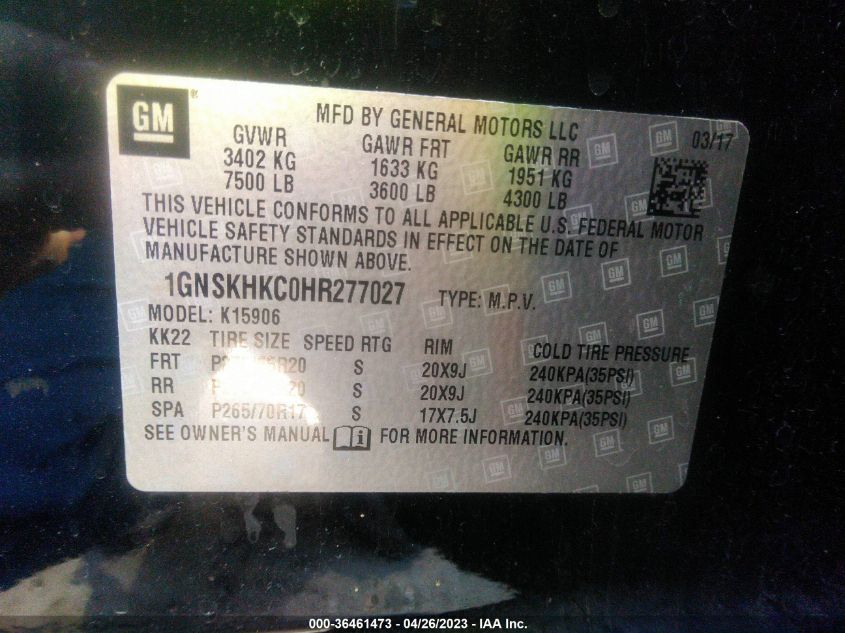 GM ®
MFD BY GENERAL MOTORS LLC
03/17
GVWR GAWR FRT GAWR RR
3402 KG 1633 KG 1951 KG
7500 LB 3600 LB 4300 LB
THIS VEHICLE CONFORMS TO ALL APPLICABLE U.S. FEDERAL MOTOR
VEHICLE SAFETY STANDARDS IN EFFECT ON THE DATE OF
MANUFACTURE SHOWN ABOVE.
1GNSKHKC0HR277027 TYPE: M.P.V.
MODEL: K15906
KK22 TIRE SIZE SPEED RTG RIM COLD TIRE PRESSURE
FRT S 20X9J 240KPA(35PSI)
RR S 20X9J 240KPA(35PSI)
SPA P265/70R17 S 17X7.5J 240KPA(35PSI)
SEE OWNER'S MANUAL FOR MORE INFORMATION.
000-36461473 - 04/26/2023 - IAA Inc.